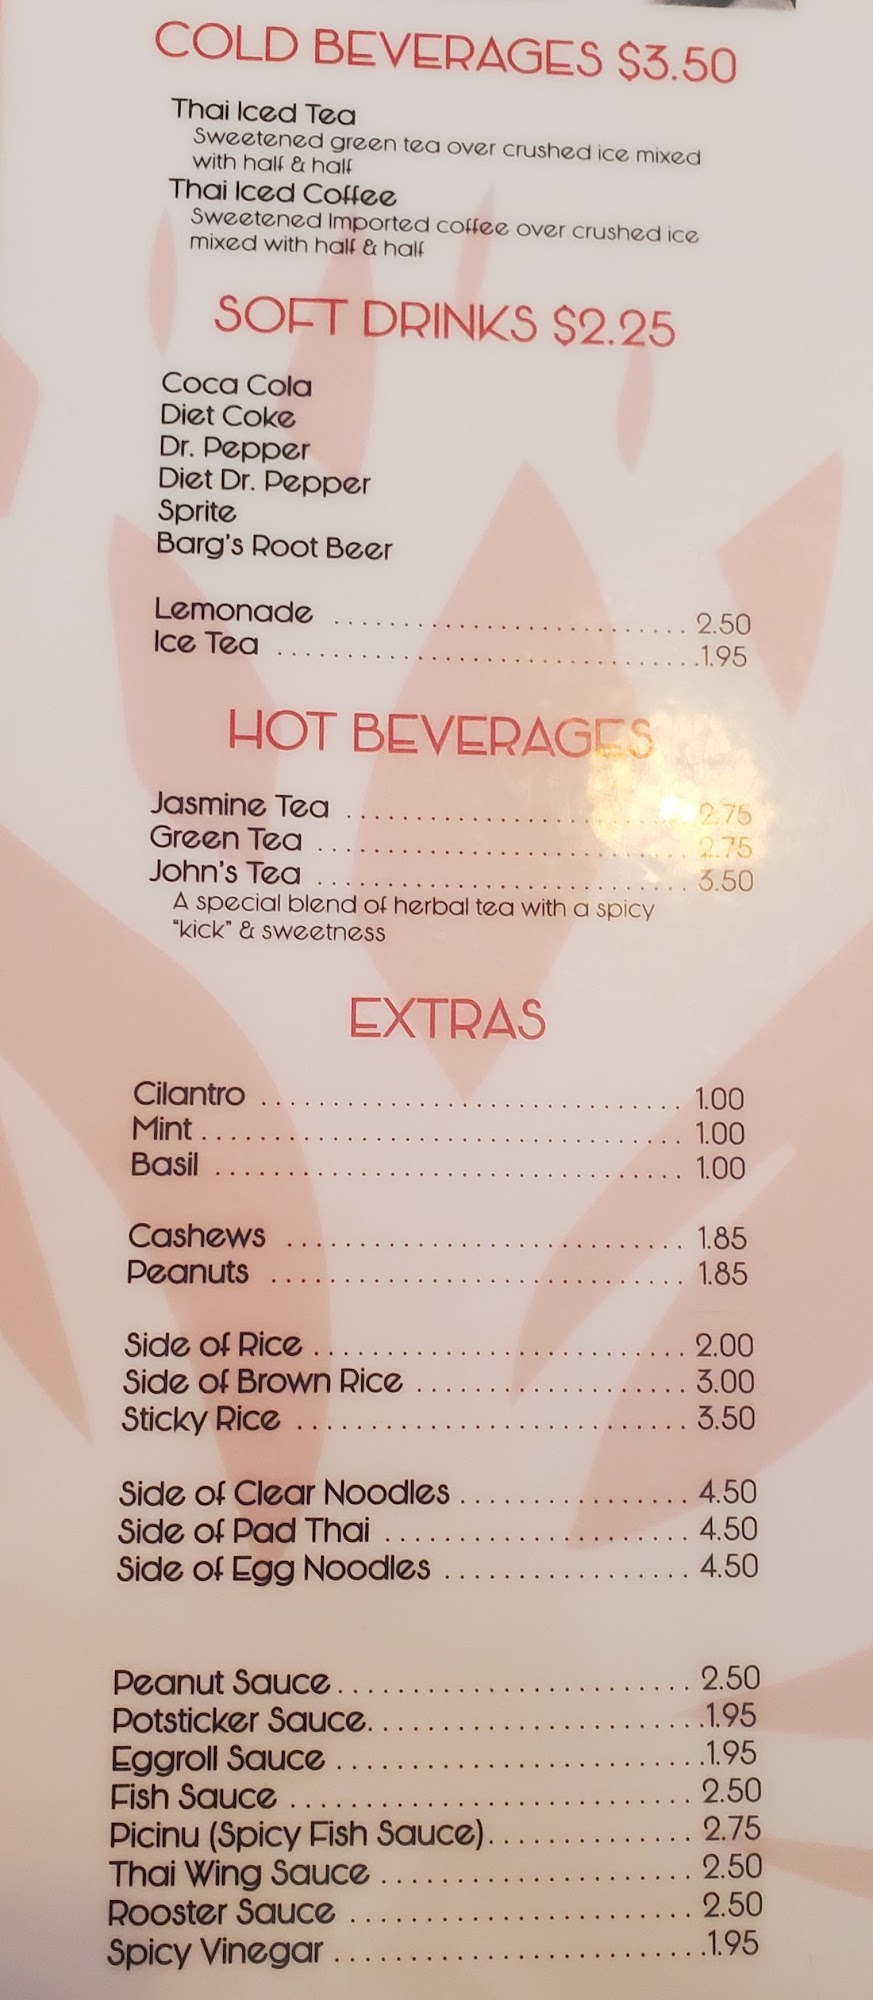 COLD BEVERAGES $3.50
Thai Iced Tea
Sweetened green tea over crushed ice mixed
with half & half
Thai Iced Coffee
Sweetened Imported coffee over crushed ice
mixed with half & half
SOFT DRINKS $2.25
Coca Cola
Diet Coke
Dr. Pepper
Diet Dr. Pepper
Sprite
Barg's Root Beer
Lemonade 2.50
Ice Tea 1.95
HOT BEVERAGES
Jasmine Tea 2.75
Green Tea 2.75
John's Tea 3.50
A special blend of herbal tea with a spicy
"kick" & sweetness
EXTRAS
Cilantro 1.00
Mint 1.00
Basil 1.00
Cashews 1.85
Peanuts 1.85
Side of Rice 2.00
Side of Brown Rice 3.00
Sticky Rice 3.50
Side of Clear Noodles 4.50
Side of Pad Thai 4.50
Side of Egg Noodles 4.50
Peanut Sauce 2.50
Potsticker Sauce 1.95
Eggroll Sauce 1.95
Fish Sauce 2.50
Picinu (Spicy Fish Sauce) 2.75
Thai Wing Sauce 2.50
Rooster Sauce 2.50
Spicy Vinegar 1.95